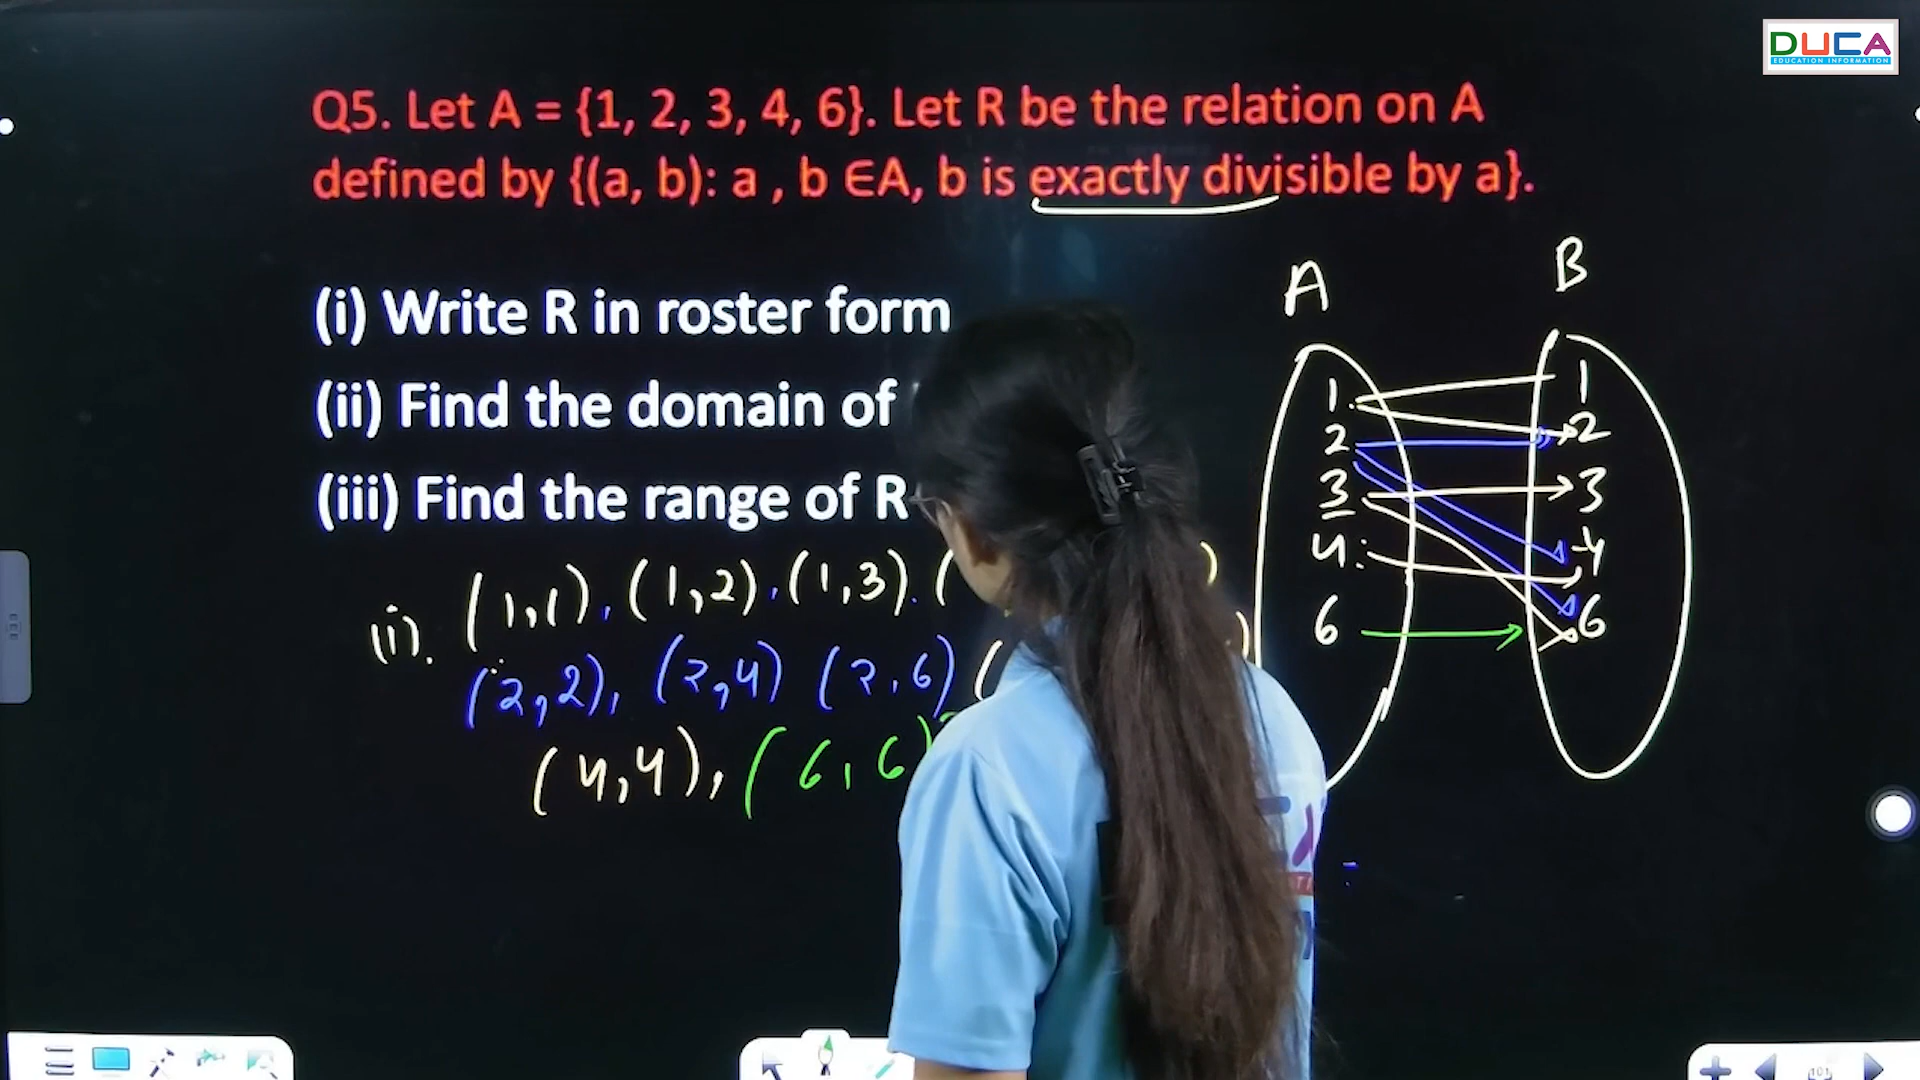 DUCA
EDUCATION INFORMATION
Q5. Let A = {1, 2, 3, 4, 6}. Let R be the relation on A
defined by {(a, b): a , b ∈A, b is exactly divisible by a}.
(i) Write R in roster form
(ii) Find the domain of
(iii) Find the range of R
(i). (1,1), (1,2), (1,3), ( )
(2,2), (2,4) (2,6) ( )
(4,4), (6,6)
A
1
2
3
4
6
B
1
2
3
4
6
101